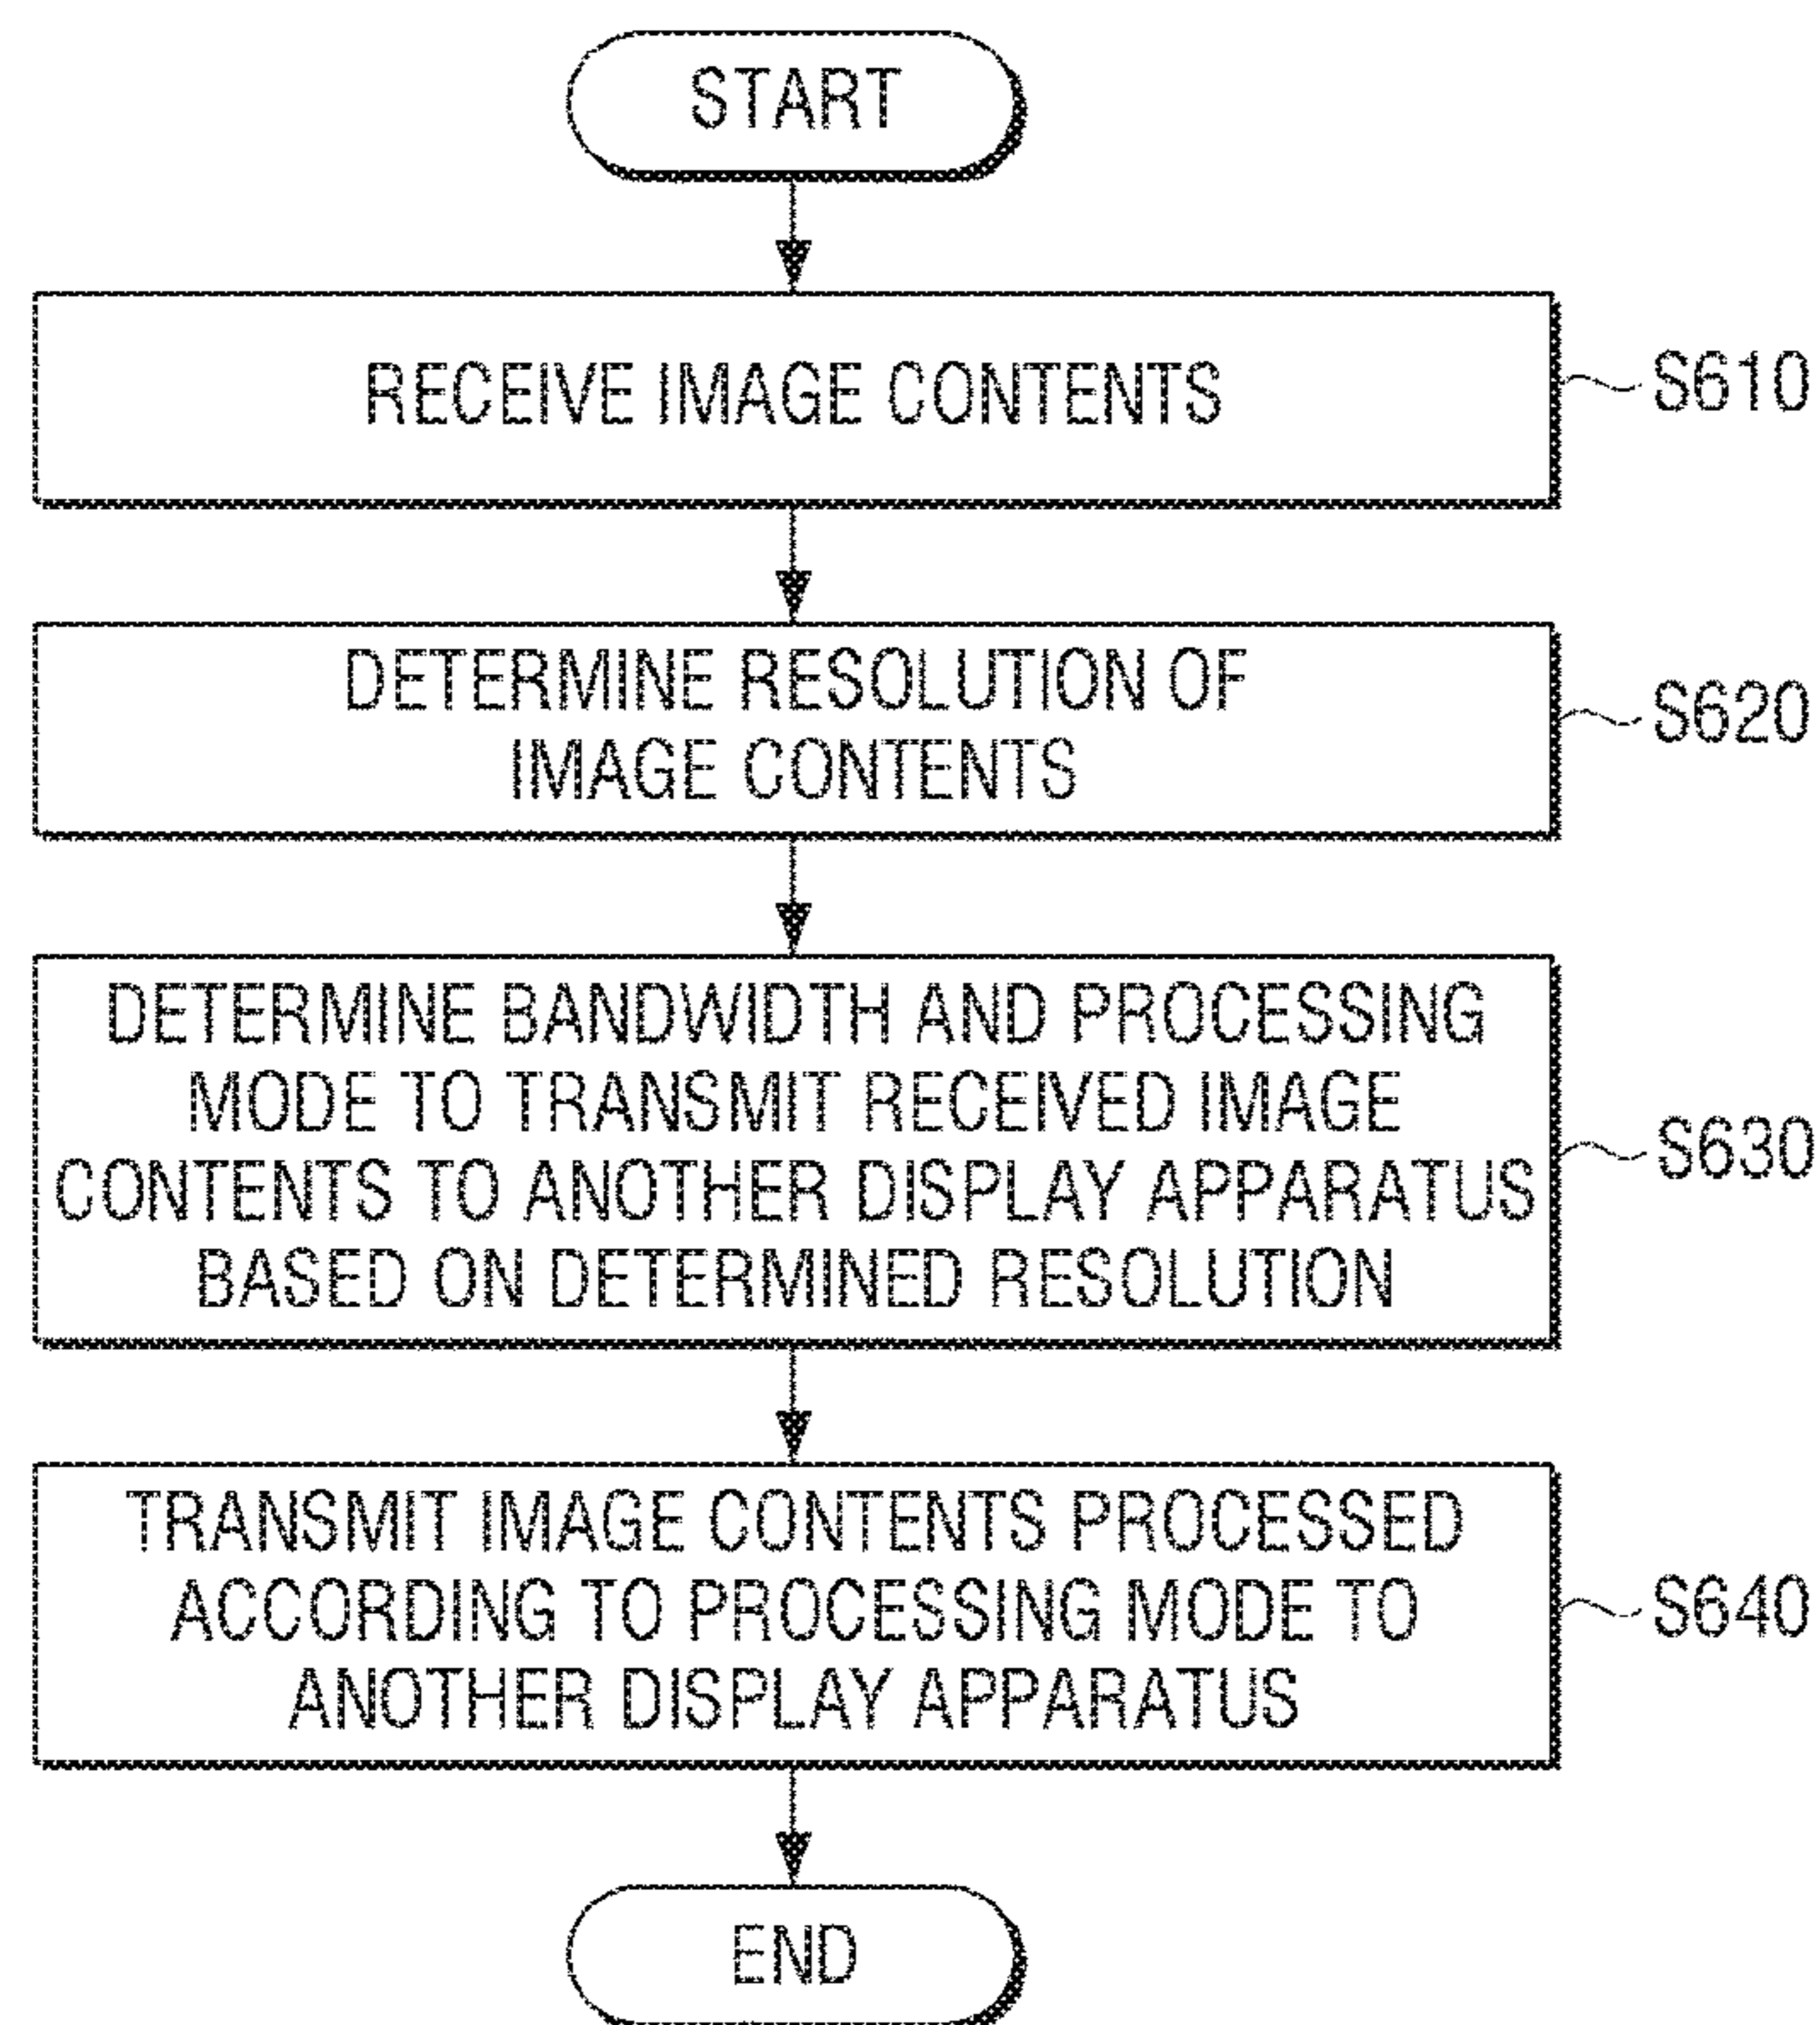 START
RECEIVE IMAGE CONTENTS
S610
DETERMINE RESOLUTION OF
IMAGE CONTENTS
S620
DETERMINE BANDWIDTH AND PROCESSING
MODE TO TRANSMIT RECEIVED IMAGE
CONTENTS TO ANOTHER DISPLAY APPARATUS
BASED ON DETERMINED RESOLUTION
S630
TRANSMIT IMAGE CONTENTS PROCESSED
ACCORDING TO PROCESSING MODE TO
ANOTHER DISPLAY APPARATUS
S640
END